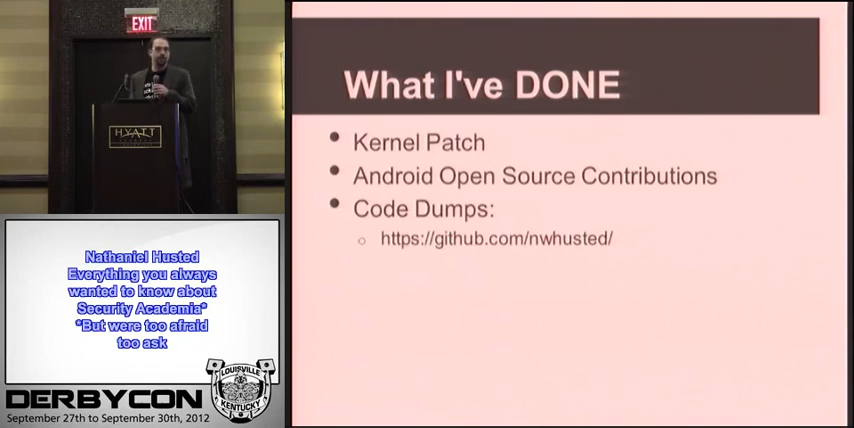 EXIT
HYATT
What I've DONE
Kernel Patch
Android Open Source Contributions
Code Dumps:
https://github.com/nwhusted/
Nathaniel Husted
Everything you always
wanted to know about
Security Academia*
*But were too afraid
too ask
LOUISVILLE
KENTUCKY
DERBYCON
September 27th to September 30th, 2012